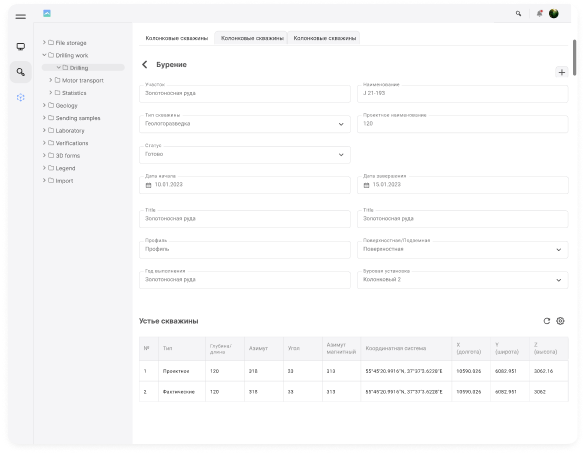 File storage
Drilling work
Drilling
Motor transport
Statistics
Geology
Sending samples
Laboratory
Verifications
3D forms
Legend
Import
Колонковые скважины Колонковые скважины Колонковые скважины
Бурение
Участок
Золотоносная руда
Наименование
J 21-193
Тип скважины
Геологоразведка
Проектное наименование
120
Статус
Готово
Дата начала
10.01.2023
Дата завершения
15.01.2023
Title
Золотоносная руда
Title
Золотоносная руда
Профиль
Профиль
Поверхностная/Подземная
Поверхностная
Год выполнения
Золотоносная руда
Буровая установка
Колонковый 2
Устье скважины
№ Тип Глубина/ длина Азимут Угол Азимут магнитный Координатная система X (долгота) Y (широта) Z (высота)
1 Проектное 120 318 33 313 55°45'20.9916"N, 37°37'3.6228"E 10590.026 6082.951 3062.16
2 Фактические 120 318 33 313 55°45'20.9916"N, 37°37'3.6228"E 10590.026 6082.951 3062